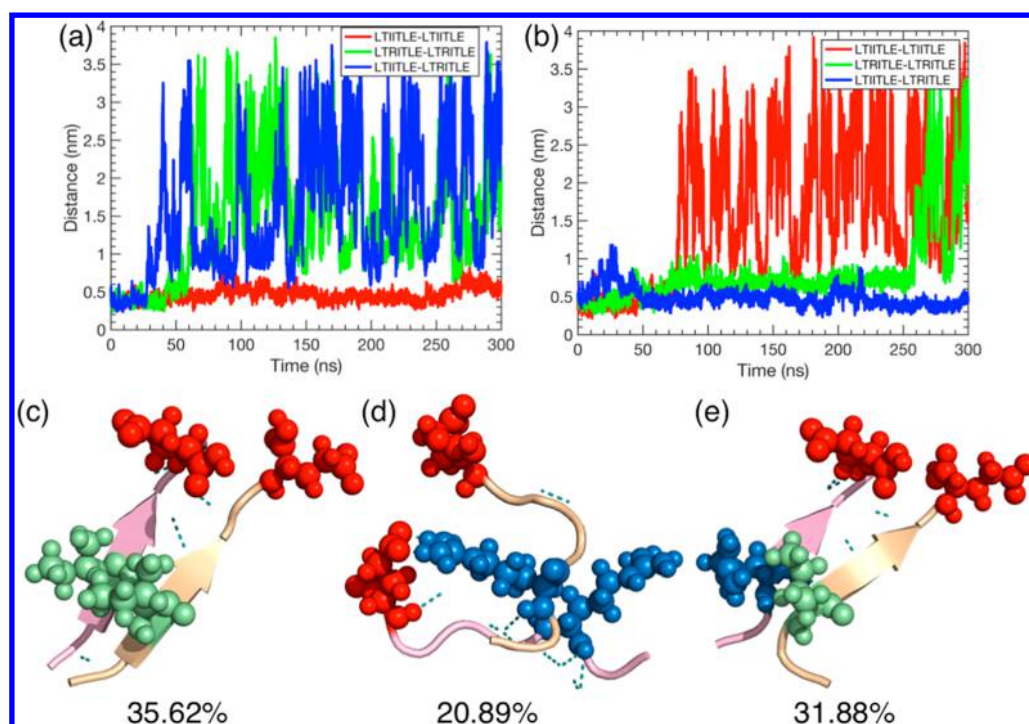 (a)
4
3.5
3
2.5
2
1.5
1
0.5
0
Distance (nm)
LTIITLE-LTIITLE
LTRITLE-LTRITLE
LTIITLE-LTRITLE
0 50 100 150 200 250 300
Time (ns)
(b)
4
3.5
3
2.5
2
1.5
1
0.5
0
Distance (nm)
LTIITLE-LTIITLE
LTRITLE-LTRITLE
LTIITLE-LTRITLE
0 50 100 150 200 250 300
Time (ns)
(c) (d) (e)
35.62% 20.89% 31.88%